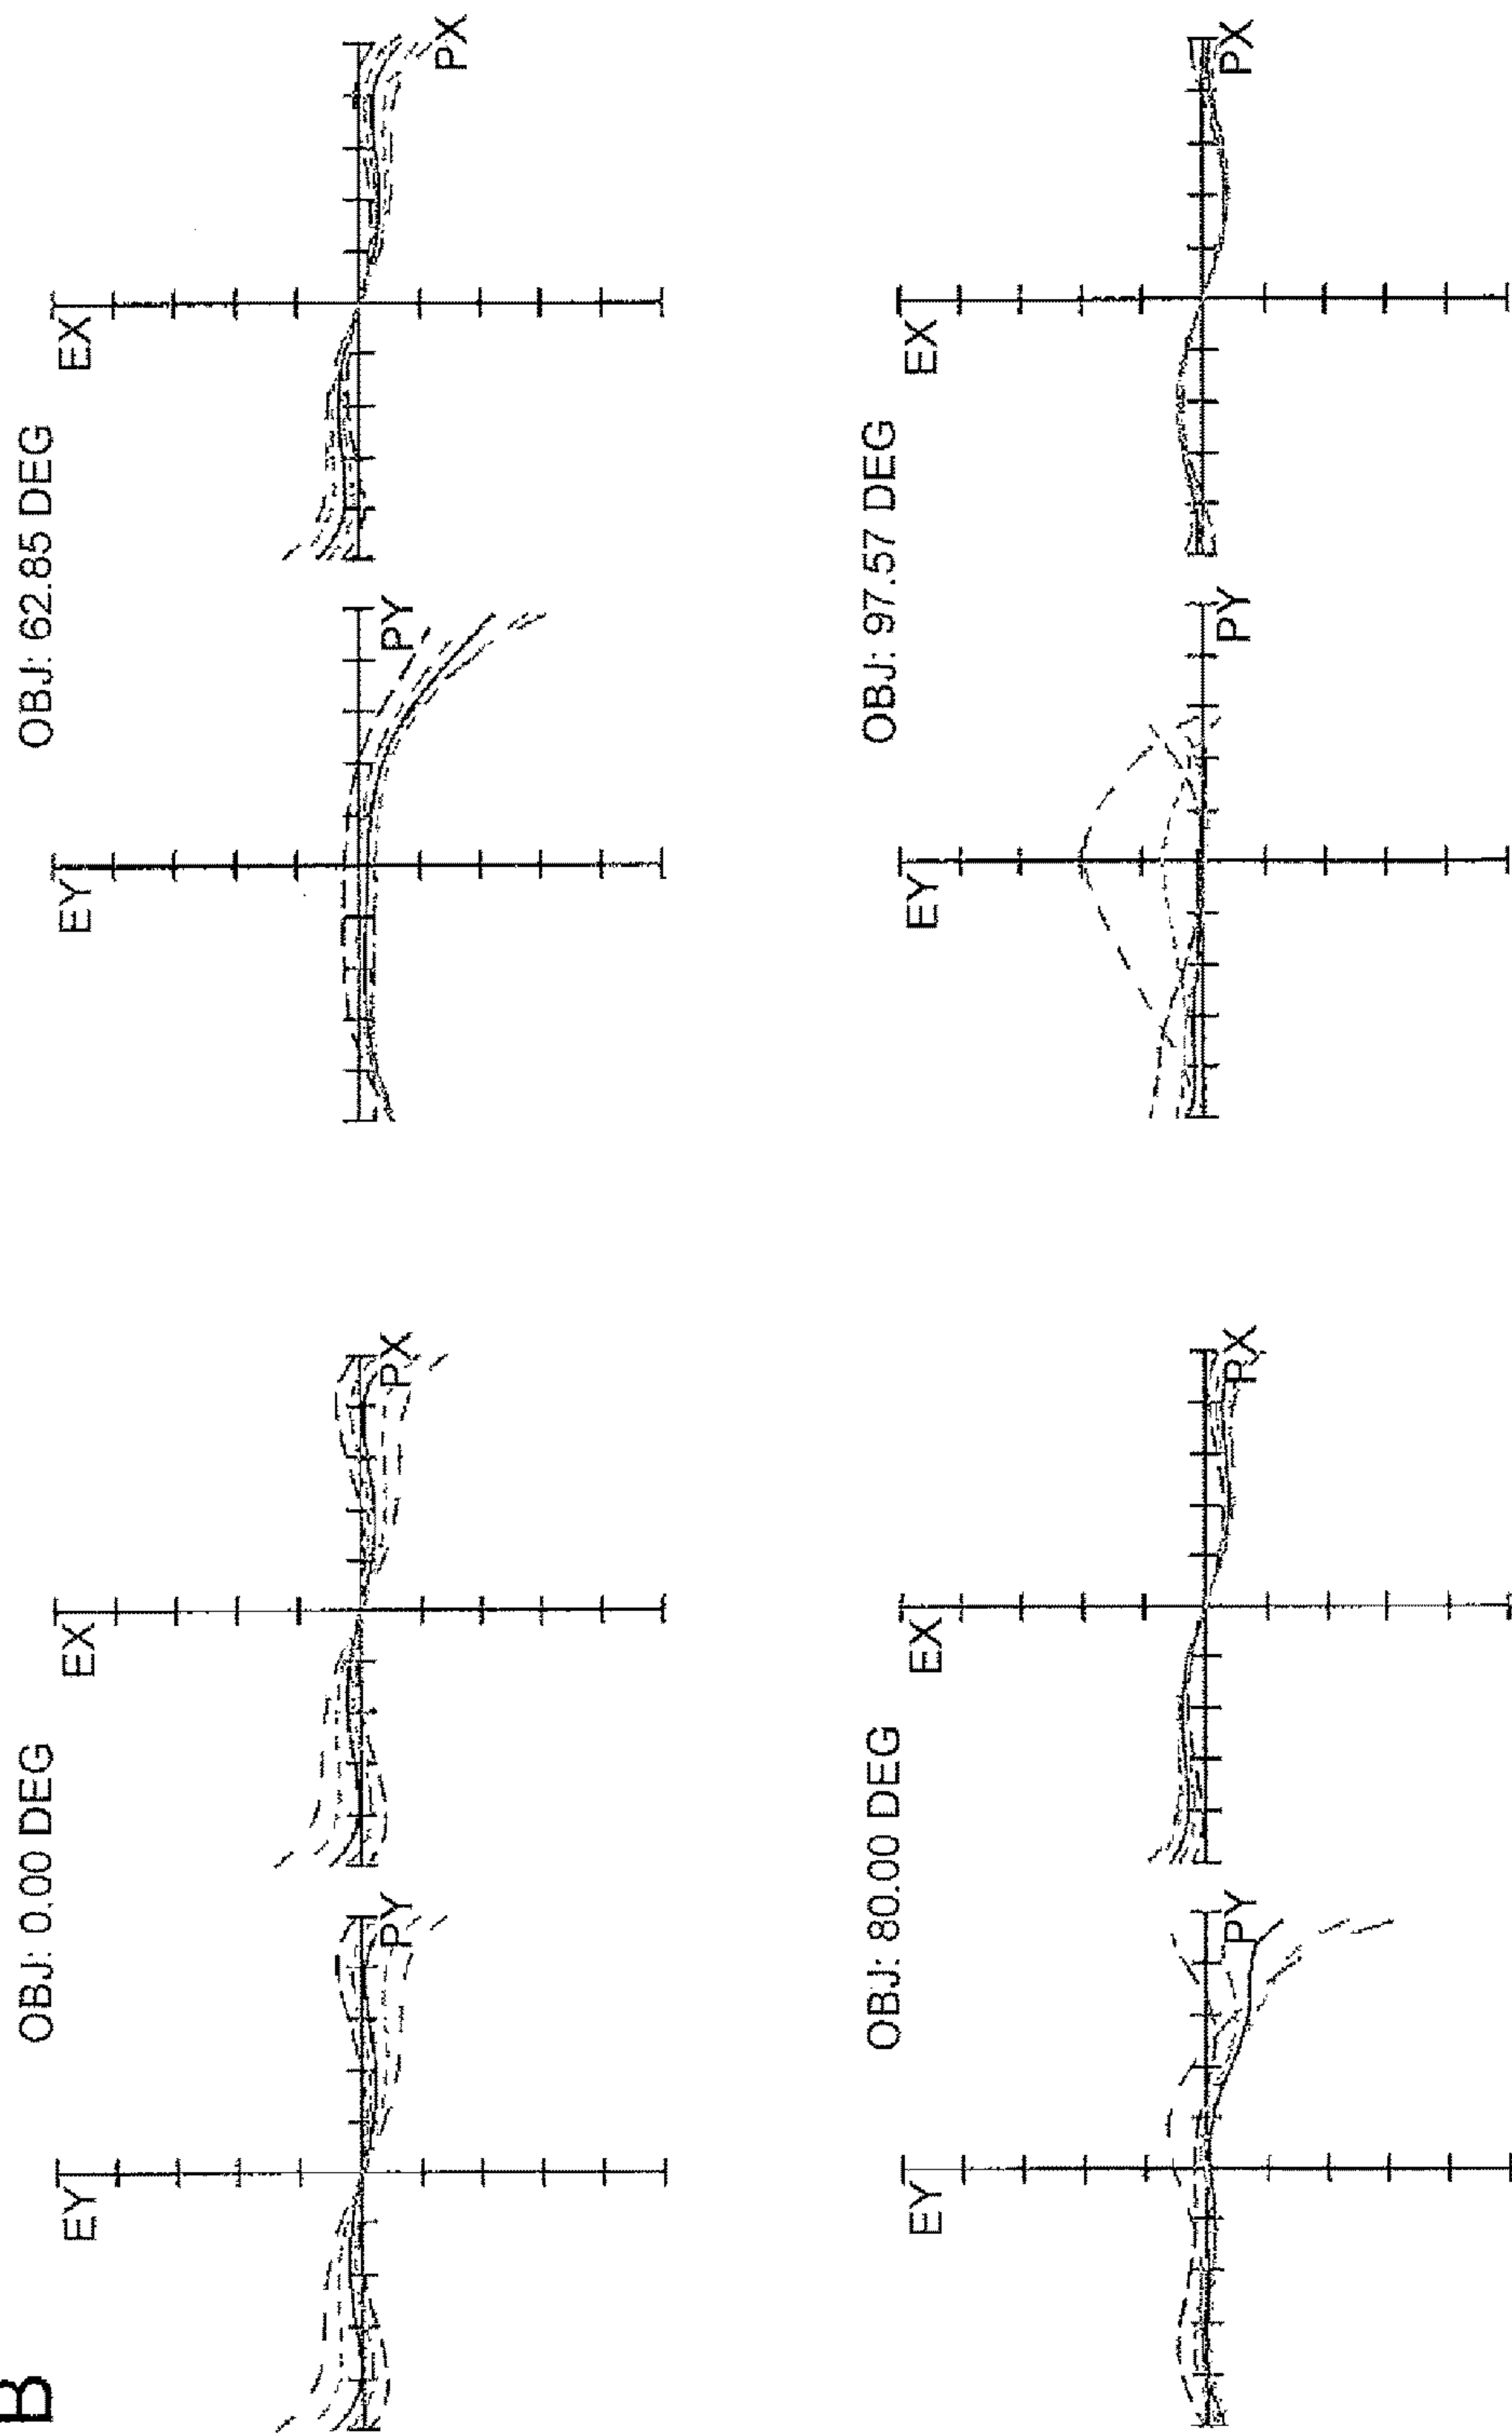 B
OBJ: 0.00 DEG
EY
PY
EX
PX
OBJ: 62.85 DEG
EY
PY
EX
PX
OBJ: 80.00 DEG
EY
PY
EX
PX
OBJ: 97.57 DEG
EY
PY
EX
PX